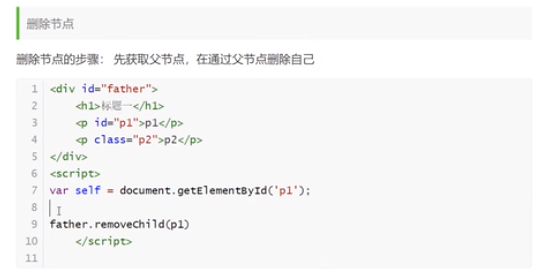 删除节点
删除节点的步骤： 先获取父节点，在通过父节点删除自己
1 <div id="father">
2 <h1>标题一</h1>
3 <p id="p1">p1</p>
4 <p class="p2">p2</p>
5 </div>
6 <script>
7 var self = document.getElementById('p1');
8
9 father.removeChild(p1)
10 </script>
11